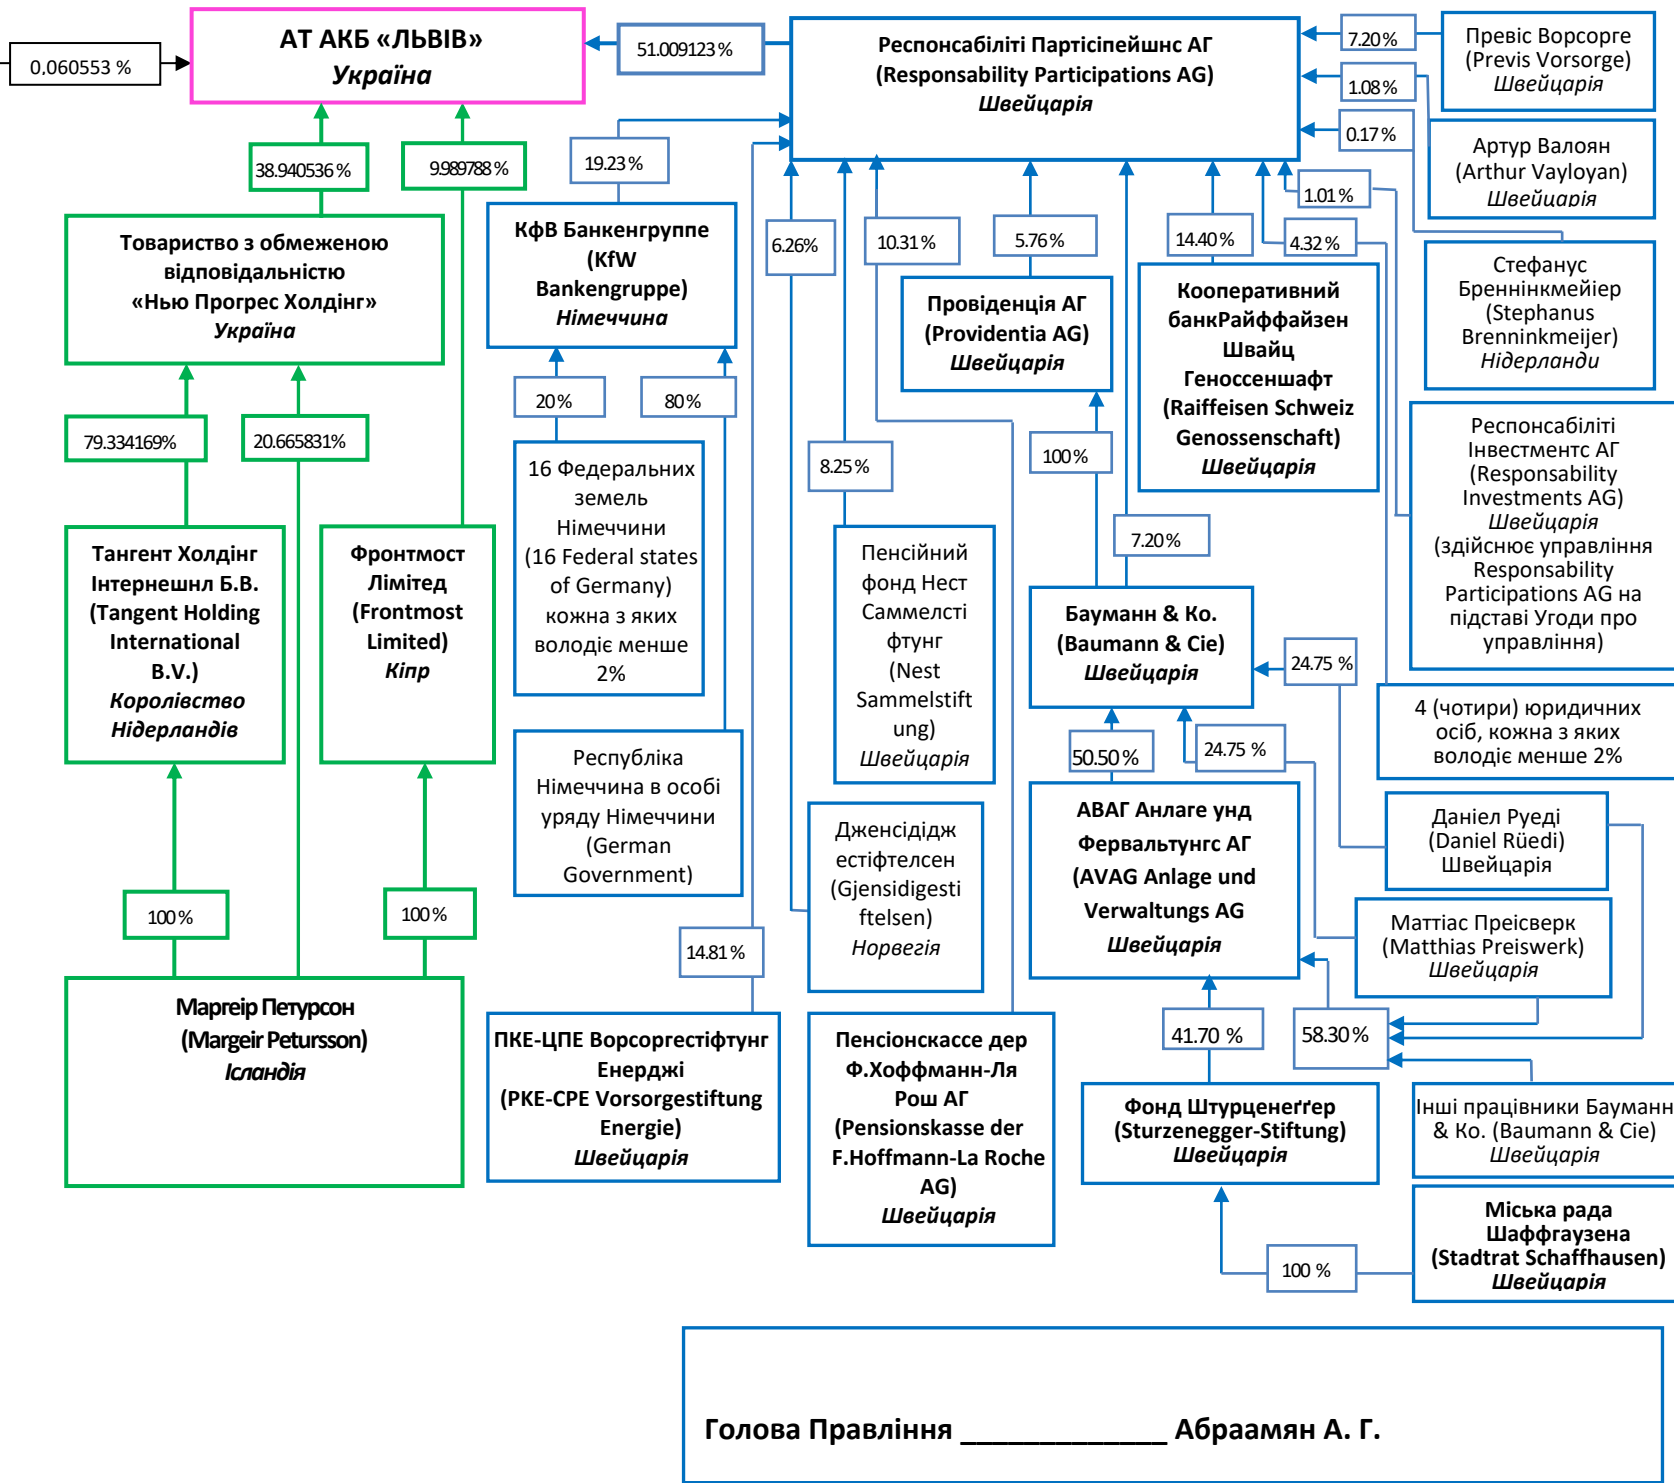 АТ АКБ «ЛЬВІВ»
Україна
0,060553 %
51.009123 %
Респонсабіліті Партісіпейшнс АГ
(Responsability Participations AG)
Швейцарія
7.20 %
1.08 %
0.17 %
Превіс Ворсорге
(Previs Vorsorge)
Швейцарія
Артур Валоян
(Arthur Vayloyan)
Швейцарія
38.940536 %
9.989788 %
19.23 %
6.26%
10.31 %
5.76 %
14.40 %
4.32 %
1.01 %
Стефанус
Бреннінкмейієр
(Stephanus
Brenninkmeijer)
Нідерланди
Товариство з обмеженою
відповідальністю
«Нью Прогрес Холдінг»
Україна
КфВ Банкенгруппе
(KfW
Bankengruppe)
Німеччина
Провіденція АГ
(Providentia AG)
Швейцарія
Кооперативний
банкРайффайзен
Швайц
Геноссеншафт
(Raiffeisen Schweiz
Genossenschaft)
Швейцарія
79.334169%
20.665831%
20 %
80 %
8.25 %
100 %
7.20 %
Респонсабіліті
Інвестментс АГ
(Responsability
Investments AG)
Швейцарія
(здійснює управління
Responsability
Participations AG на
підставі Угоди про
управління)
16 Федеральних
земель
Німеччини
(16 Federal states
of Germany)
кожна з яких
володіє менше
2%
Тангент Холдінг
Інтернешнл Б.В.
(Tangent Holding
International
B.V.)
Королівство
Нідерландів
Фронтмост
Лімітед
(Frontmost
Limited)
Кіпр
Пенсійний
фонд Нест
Саммелсті
фтунг
(Nest
Sammelstift
ung)
Швейцарія
Бауманн & Ко.
(Baumann & Cie)
Швейцарія
24.75 %
4 (чотири) юридичних
осіб, кожна з яких
володіє менше 2%
50.50 %
24.75 %
Республіка
Німеччина в особі
уряду Німеччини
(German
Government)
Дженсідідж
естіфтелсен
(Gjensidigesti
ftelsen)
Норвегія
АВАГ Анлаге унд
Фервальтунгс АГ
(AVAG Anlage und
Verwaltungs AG
Швейцарія
Даніел Руеді
(Daniel Rüedi)
Швейцарія
Маттіас Преісверк
(Matthias Preiswerk)
Швейцарія
100 %
100 %
14.81 %
41.70 %
58.30 %
Маргеір Петурсон
(Margeir Petursson)
Ісландія
ПКЕ-ЦПЕ Ворсоргестіфтунг
Енерджі
(PKE-CPE Vorsorgestiftung
Energie)
Швейцарія
Пенсіонскассе дер
Ф.Хоффманн-Ля
Рош АГ
(Pensionskasse der
F.Hoffmann-La Roche
AG)
Швейцарія
Фонд Штурценеґґер
(Sturzenegger-Stiftung)
Швейцарія
Інші працівники Бауманн
& Ко. (Baumann & Cie)
Швейцарія
100 %
Міська рада
Шаффгаузена
(Stadtrat Schaffhausen)
Швейцарія
Голова Правління _____________ Абраамян А. Г.